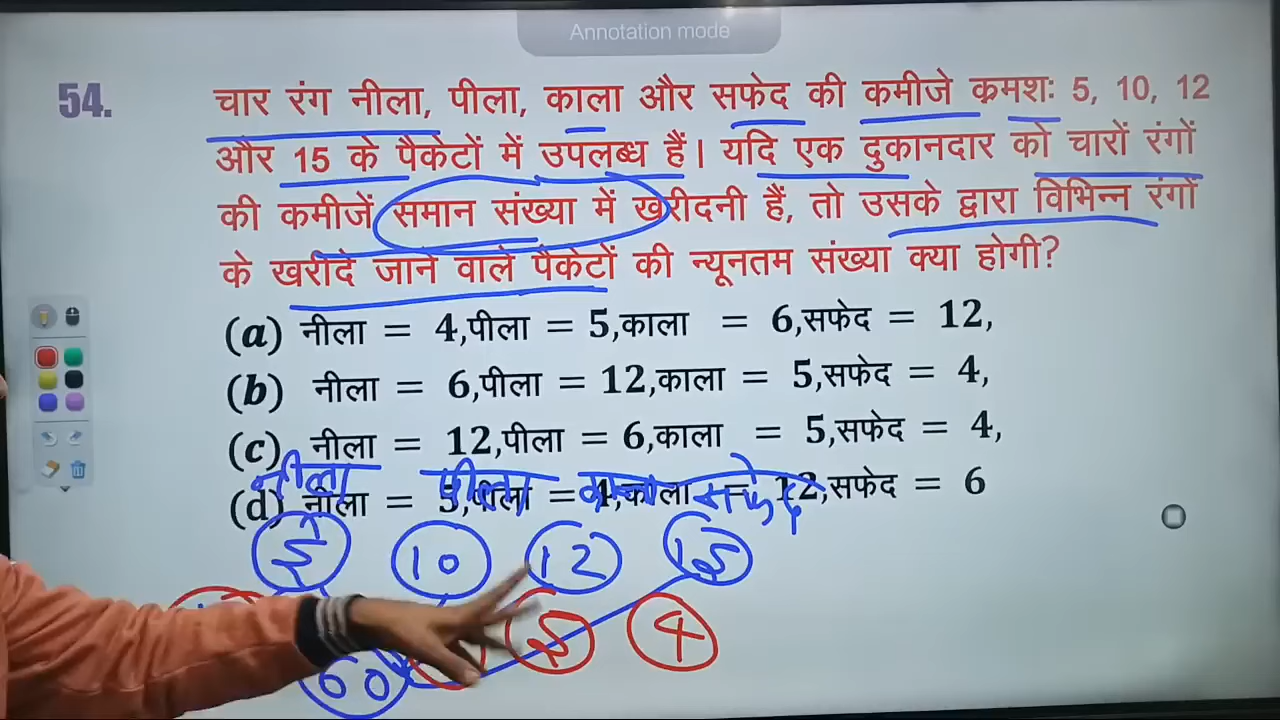 Annotation mode
54. चार रंग नीला, पीला, काला और सफेद की कमीजे क्रमशः 5, 10, 12
और 15 के पैकेटों में उपलब्ध हैं। यदि एक दुकानदार को चारों रंगों
की कमीजें समान संख्या में खरीदनी हैं, तो उसके द्वारा विभिन्न रंगों
के खरीदे जाने वाले पैकेटों की न्यूनतम संख्या क्या होगी?
(a) नीला = 4,पीला = 5,काला = 6,सफेद = 12,
(b) नीला = 6,पीला = 12,काला = 5,सफेद = 4,
(c) नीला = 12,पीला = 6,काला = 5,सफेद = 4,
(d) नीला = 5,पीला = 4,काला = 12,सफेद = 6
नीला पीला काला सफेद
5 10 12 15
5 4
60